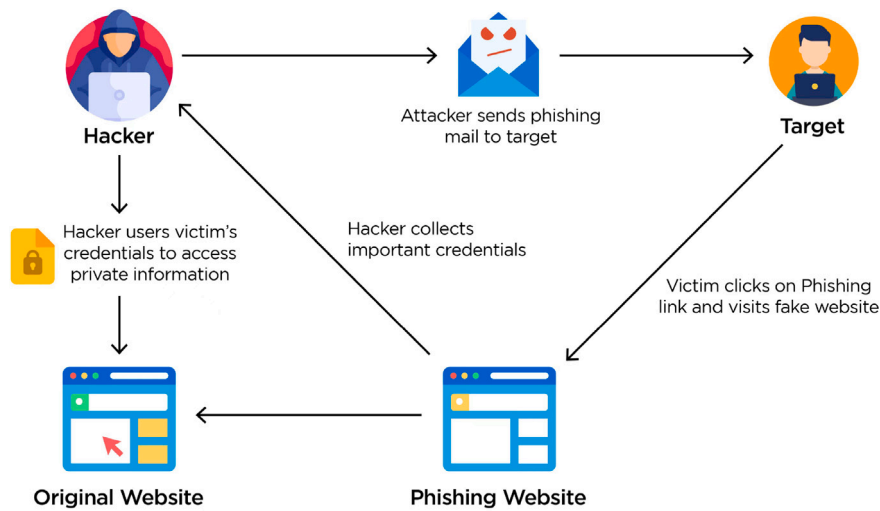 Hacker
Attacker sends phishing
mail to target
Target
Hacker users victim's
credentials to access
private information
Hacker collects
important credentials
Victim clicks on Phishing
link and visits fake website
Original Website
Phishing Website